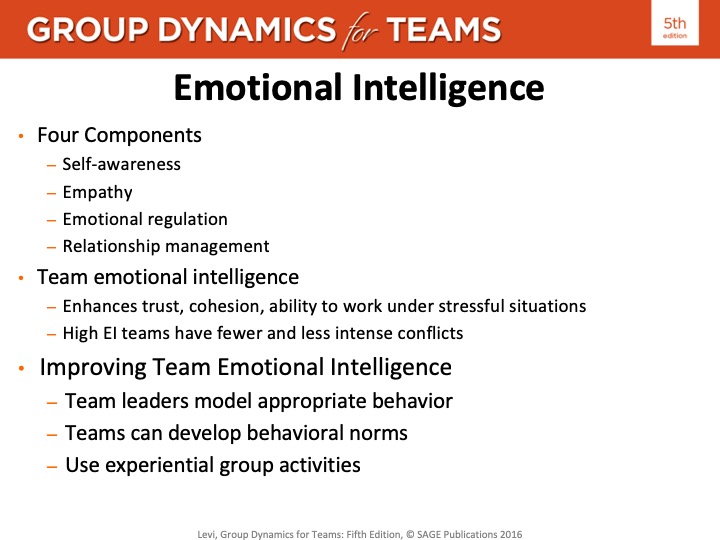 GROUP DYNAMICS for TEAMS
5th
edition
Emotional Intelligence
• Four Components
– Self-awareness
– Empathy
– Emotional regulation
– Relationship management
• Team emotional intelligence
– Enhances trust, cohesion, ability to work under stressful situations
– High EI teams have fewer and less intense conflicts
• Improving Team Emotional Intelligence
– Team leaders model appropriate behavior
– Teams can develop behavioral norms
– Use experiential group activities
Levi, Group Dynamics for Teams: Fifth Edition, © SAGE Publications 2016